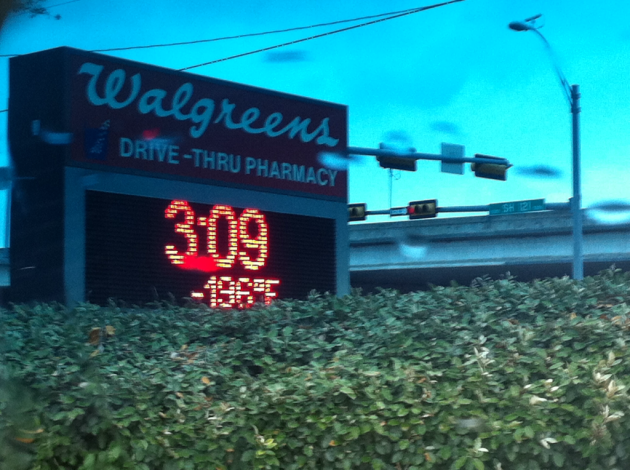 Walgreens
DRIVE-THRU PHARMACY
3:09
-196°F